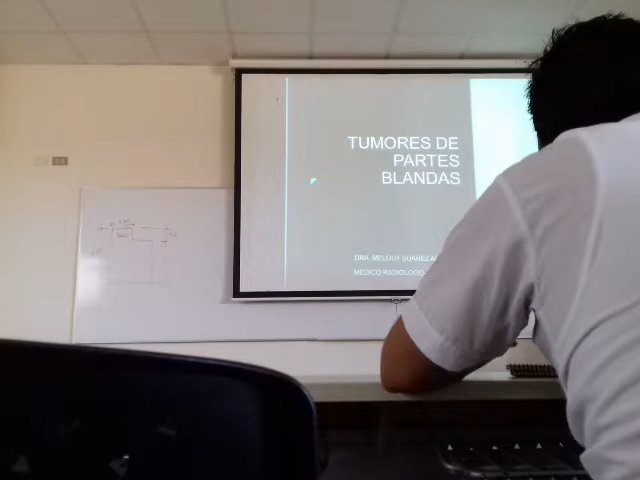 TUMORES DE
PARTES
BLANDAS
DRA. MELODY SUAREZ
MEDICO RADIOLOGO